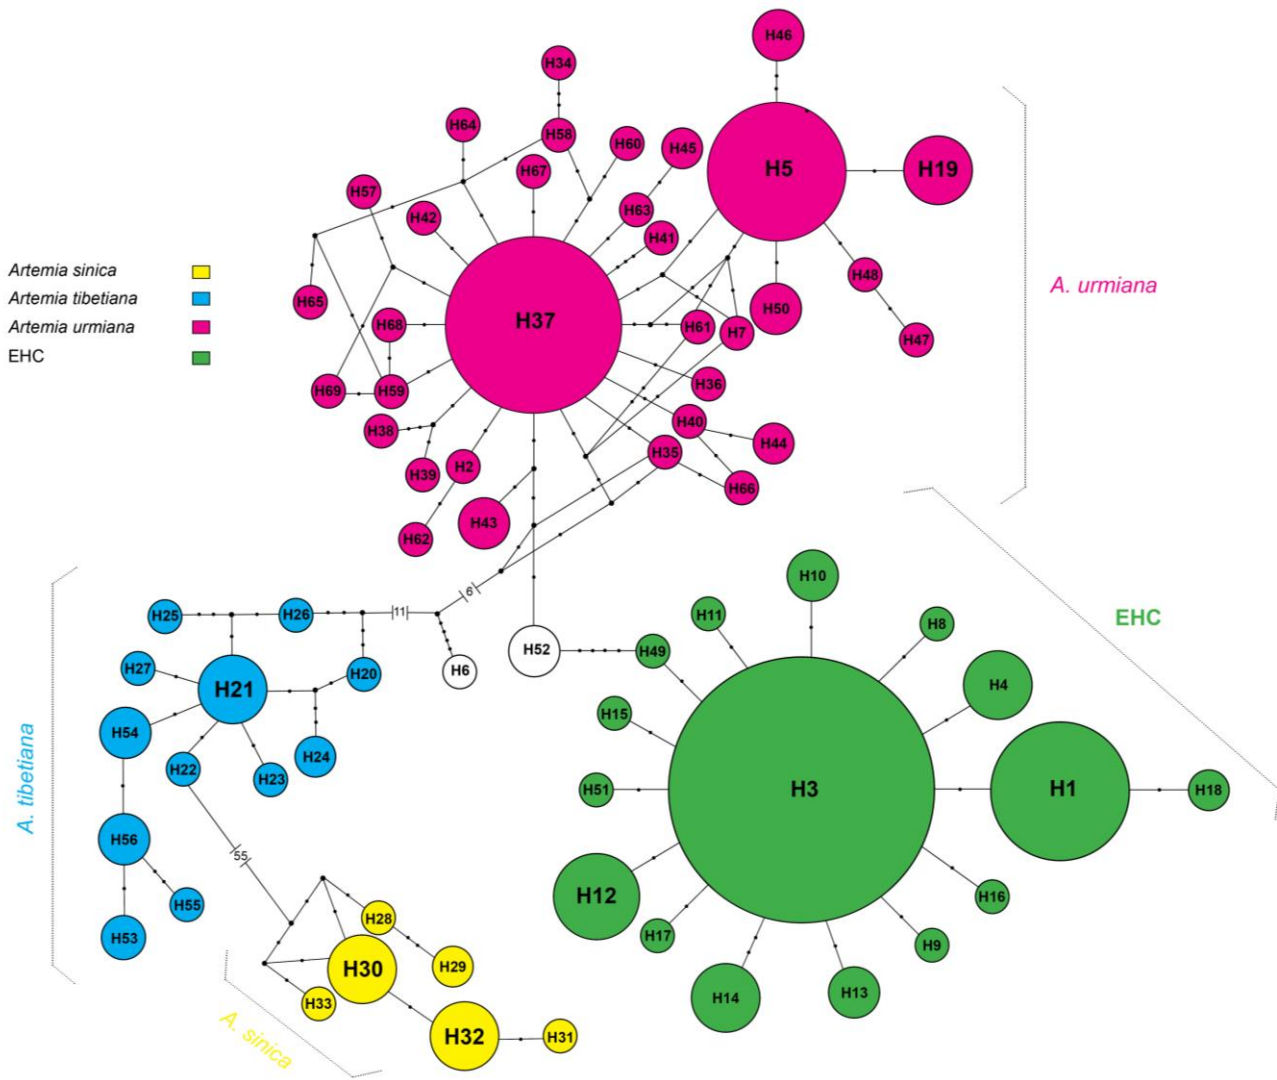 H46
H34
H64
H58
H60
H45
H67
H5
H19
H57
H42
H63
H41
Artemia sinica
Artemia tibetiana
Artemia urmiana
EHC
H48
A. urmiana
H65
H68
H37
H61
H7
H50
H47
H69
H59
H36
H38
H40
H44
H39
H2
H35
H66
H43
H62
6
H10
H25
H26
11
H11
H8
EHC
H52
H49
H27
H20
H6
H21
H4
H54
H15
H24
H22
H23
H51
H3
H1
H18
A. tibetiana
H56
55
H55
H12
H16
H53
H28
H17
H9
H30
H29
H33
H14
H13
A. sinica
H32
H31